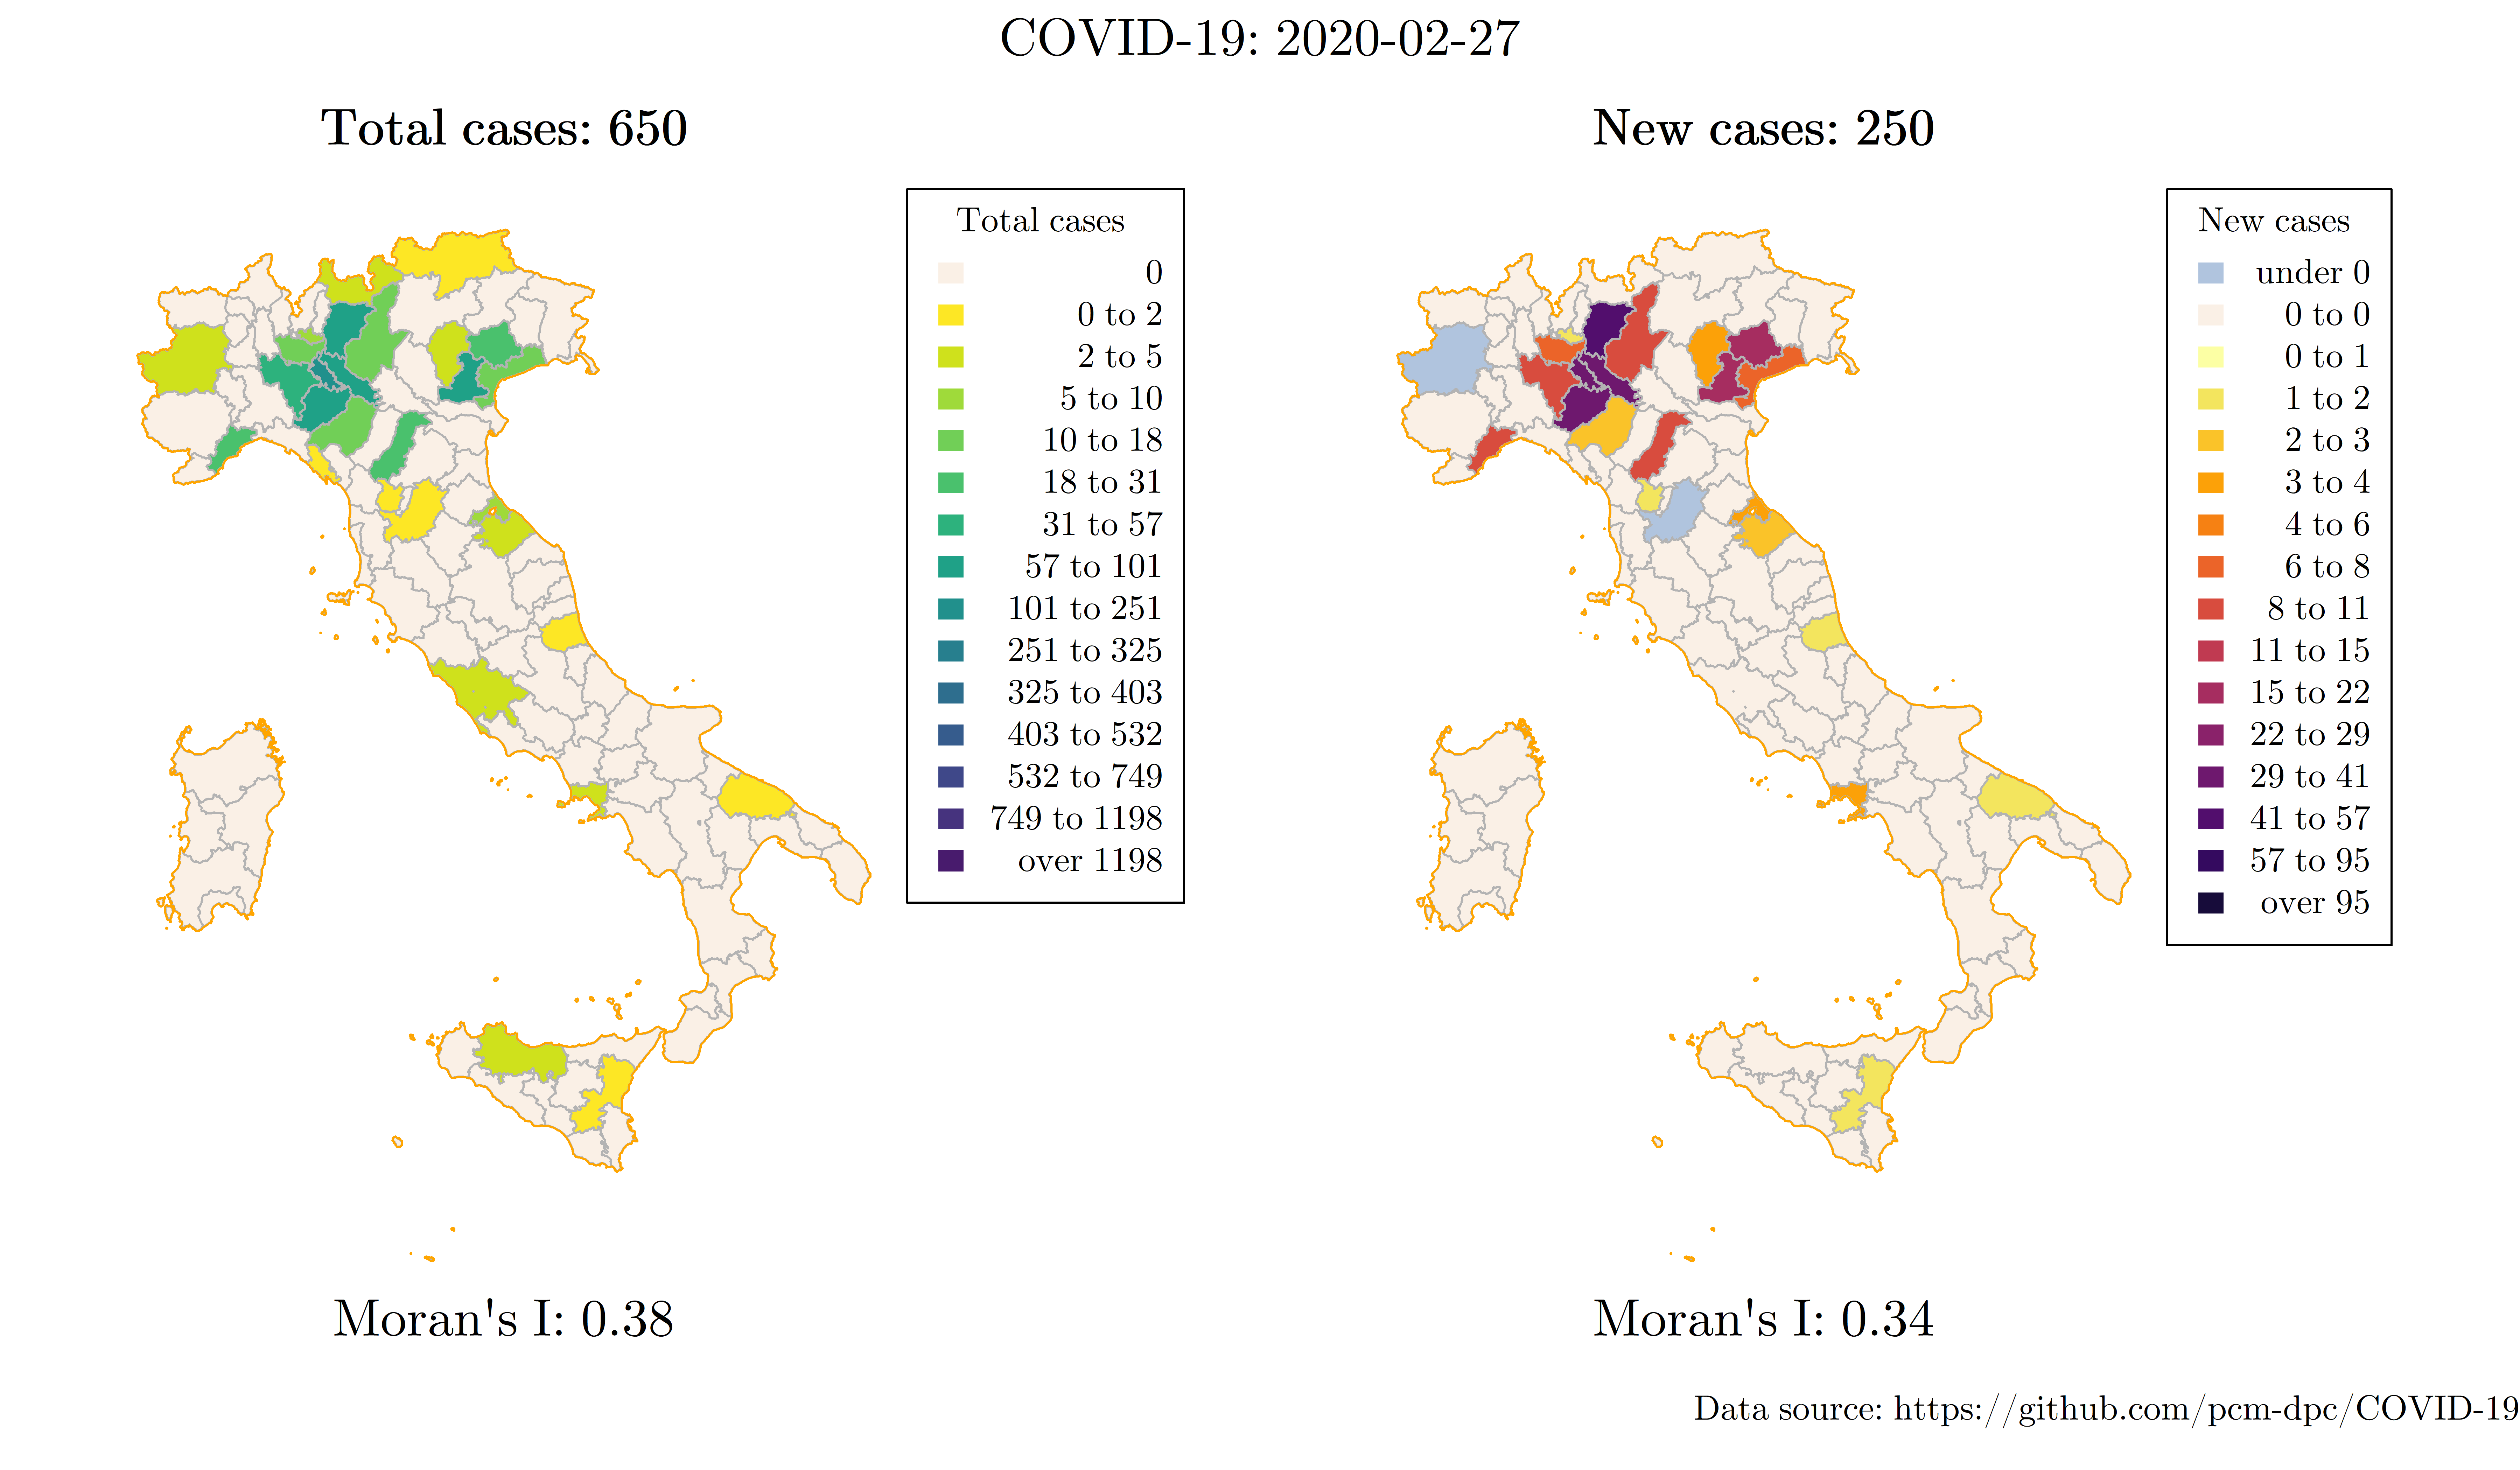 COVID-19: 2020-02-27
Total cases: 650
Total cases
0
0 to 2
2 to 5
5 to 10
10 to 18
18 to 31
31 to 57
57 to 101
101 to 251
251 to 325
325 to 403
403 to 532
532 to 749
749 to 1198
over 1198
Moran's I: 0.38
New cases: 250
New cases
under 0
0 to 0
0 to 1
1 to 2
2 to 3
3 to 4
4 to 6
6 to 8
8 to 11
11 to 15
15 to 22
22 to 29
29 to 41
41 to 57
57 to 95
over 95
Moran's I: 0.34
Data source: https://github.com/pcm-dpc/COVID-19